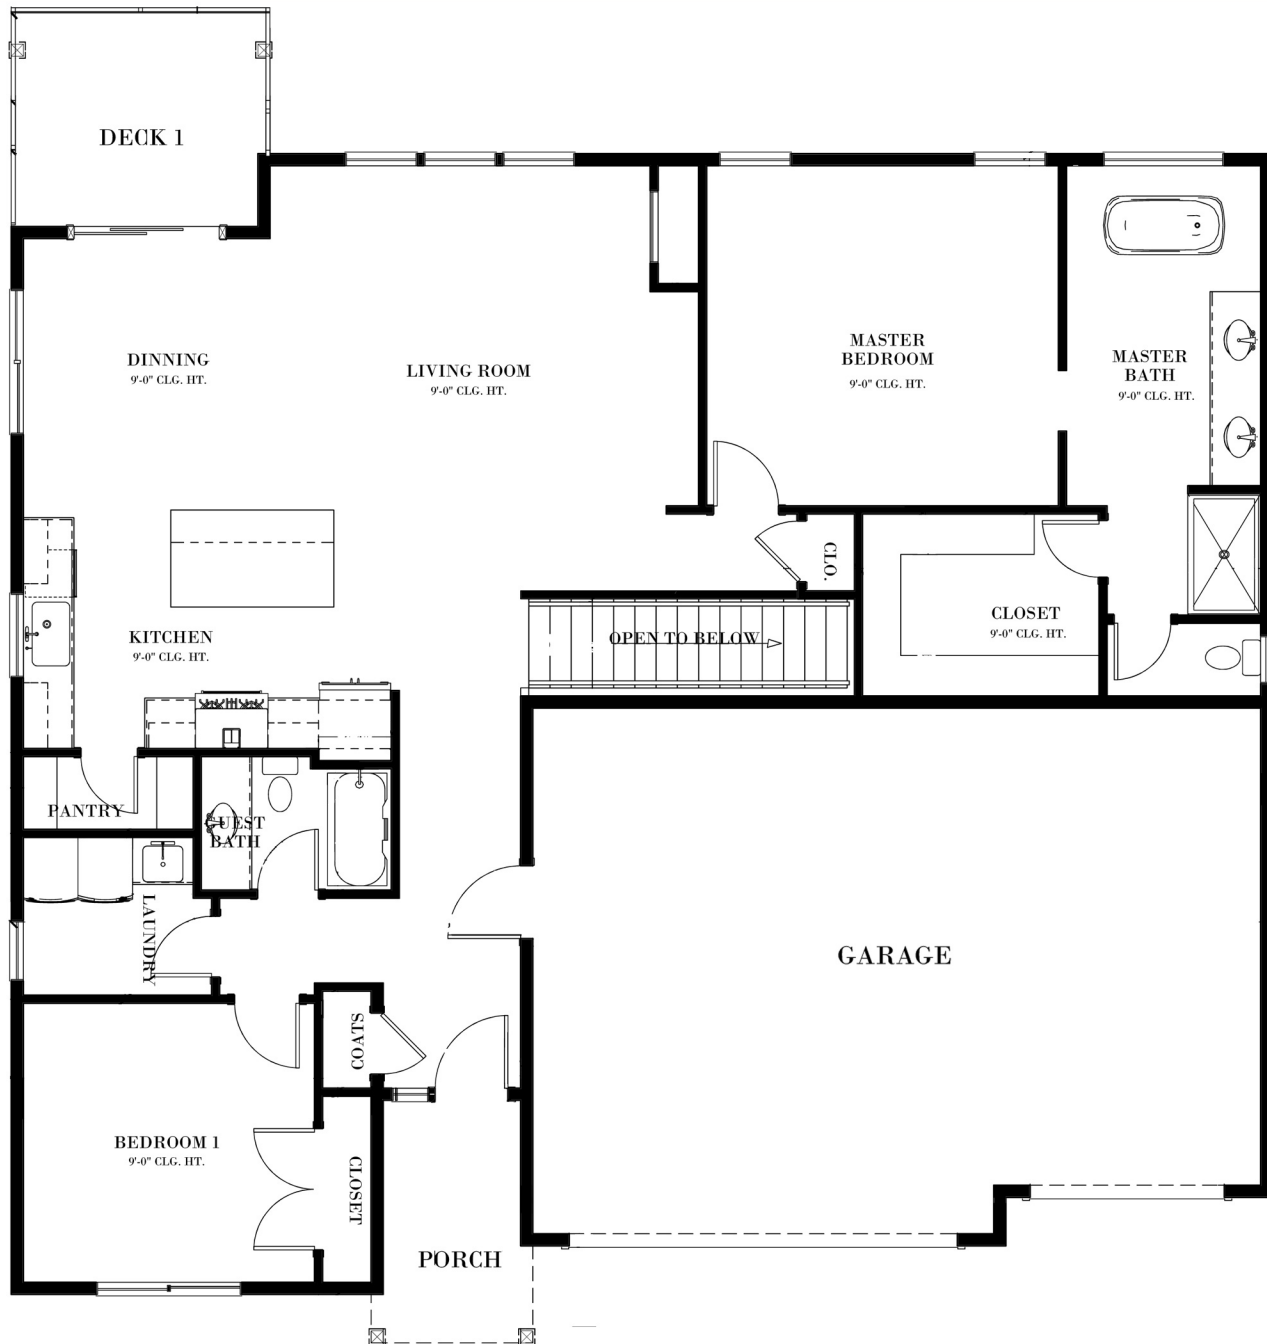 DECK 1
DINNING
9'-0" CLG. HT.
LIVING ROOM
9'-0" CLG. HT.
MASTER
BEDROOM
9'-0" CLG. HT.
MASTER
BATH
9'-0" CLG. HT.
CLO.
KITCHEN
9'-0" CLG. HT.
OPEN TO BELOW
CLOSET
9'-0" CLG. HT.
PANTRY
GUEST
BATH
LAUNDRY
GARAGE
COATS
BEDROOM 1
9'-0" CLG. HT.
CLOSET
PORCH